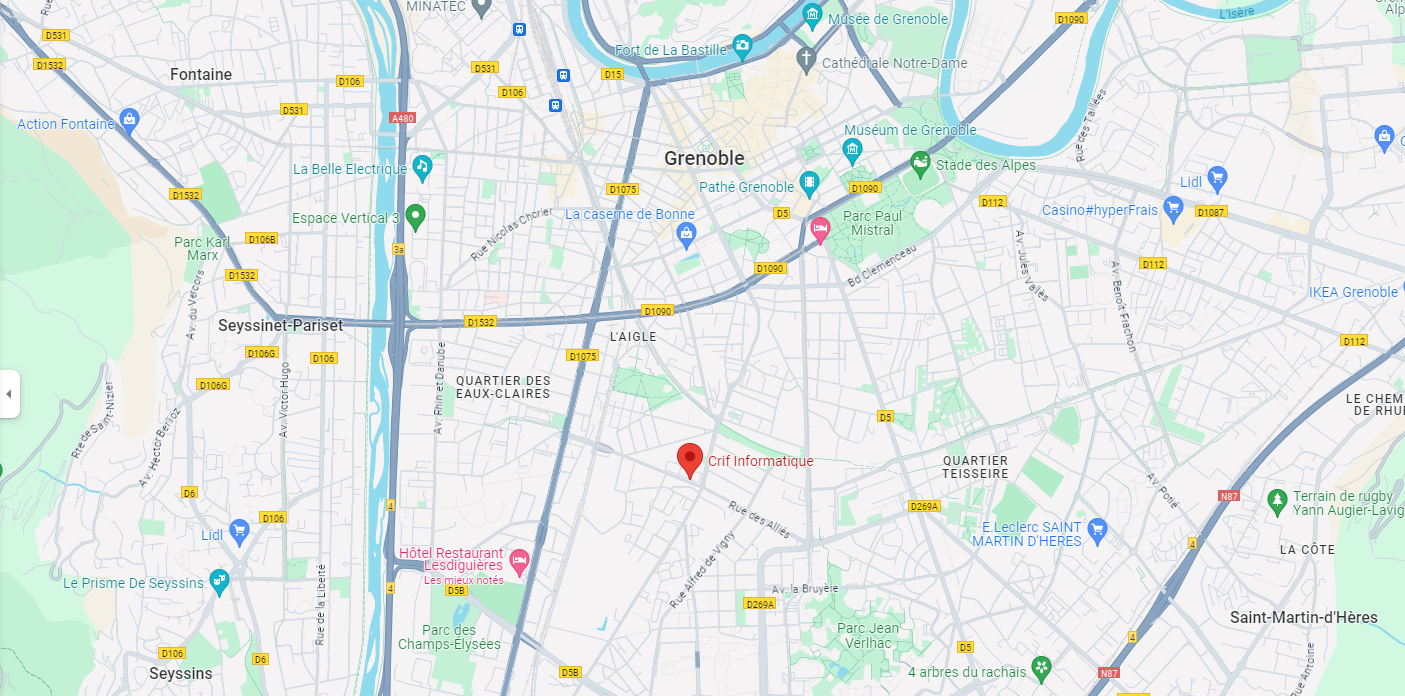 MINATEC
Musée de Grenoble
D1090
L'Isère
D531
D1532
Fort de La Bastille
Cathédrale Notre-Dame
Fontaine
D531
D15
D106
D106
D531
A480
Action Fontaine
Muséum de Grenoble
Rue des Taillées
La Belle Électrique
Grenoble
Stade des Alpes
Lidl
D1532
D1075
Pathé Grenoble
D1090
D112
Casino#hyperFrais
D1087
Espace Vertical 3
La caserne de Bonne
D5
Parc Paul
Mistral
Rue Nicolas Chorier
D106B
Parc Karl
Marx
3a
Bd Clemenceau
Av. Jules Vallès
D112
D1532
D1090
Av. Benoît Frachon
IKEA Grenoble
Av. du Vercors
Seyssinet-Pariset
D1532
D1090
L'AIGLE
D112
D106G
D106
D1075
Av. Rhin et Danube
QUARTIER DES
EAUX-CLAIRES
D106G
Av. Victor Hugo
Rte de Saint-Nizier
Av. Hector Berlioz
D5
Crif Informatique
QUARTIER
TEISSEIRE
D6
4
Av. Potié
N87
Terrain de rugby
Rue des Alliés
D269A
D106
Lidl
E.Leclerc SAINT
MARTIN D'HERES
4
LA CÔTE
Hôtel Restaurant
Lesdiguières
Les mieux notés
Rue Alfred de Vigny
Le Prisme De Seyssins
4
D5B
Av. la Bruyère
D269A
Rue de la Liberté
Saint-Martin-d'Hères
Parc des
Champs-Élysées
Parc Jean
Verlhac
4
D106
D6
D5
Seyssins
D5B
4 arbres du rachais
N87
Rue Antoine